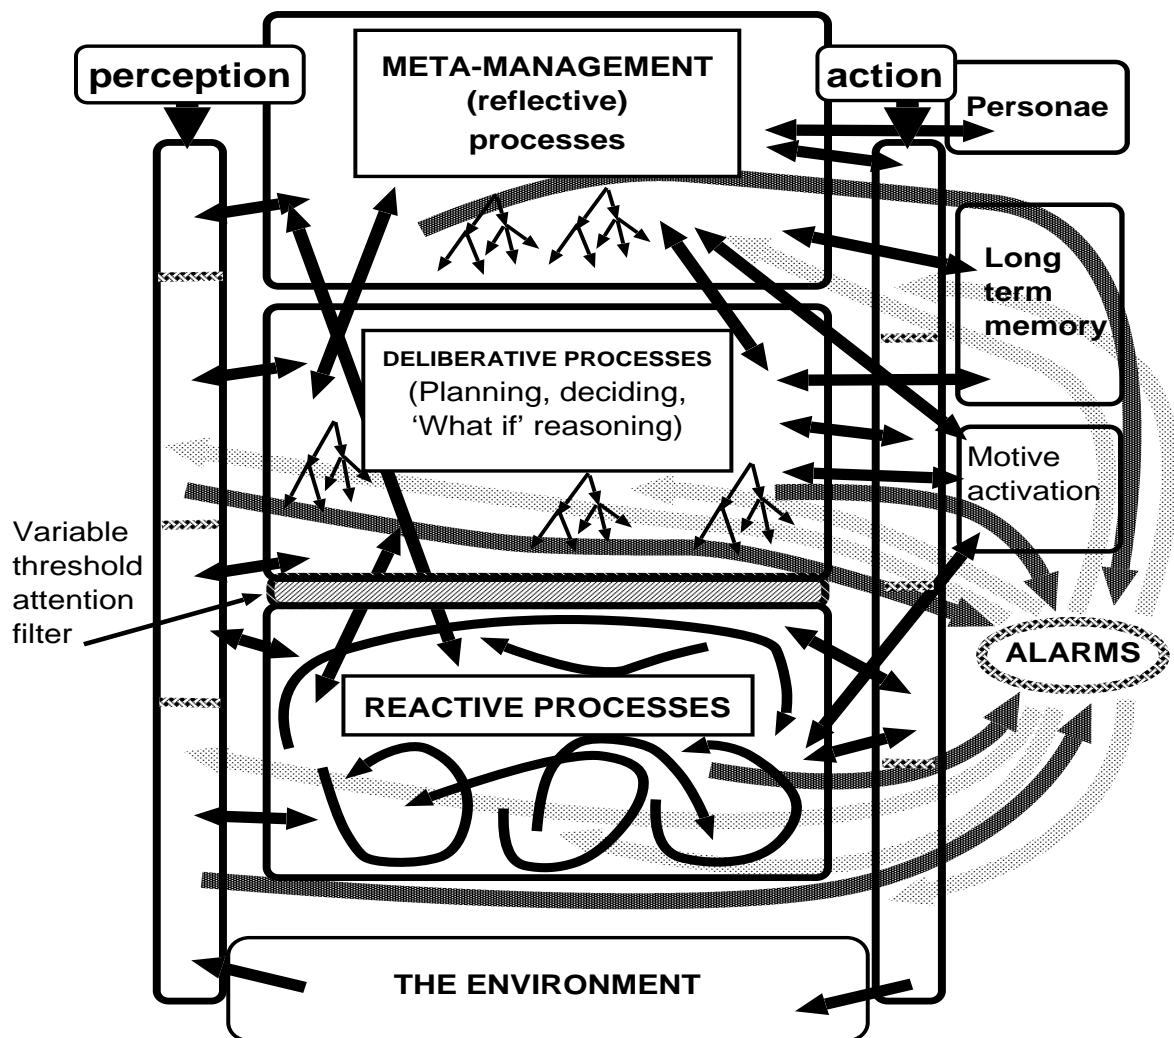 perception
META-MANAGEMENT
(reflective)
processes
action
Personae
Long
term
memory
DELIBERATIVE PROCESSES
(Planning, deciding,
‘What if’ reasoning)
Motive
activation
Variable
threshold
attention
filter
ALARMS
REACTIVE PROCESSES
THE ENVIRONMENT